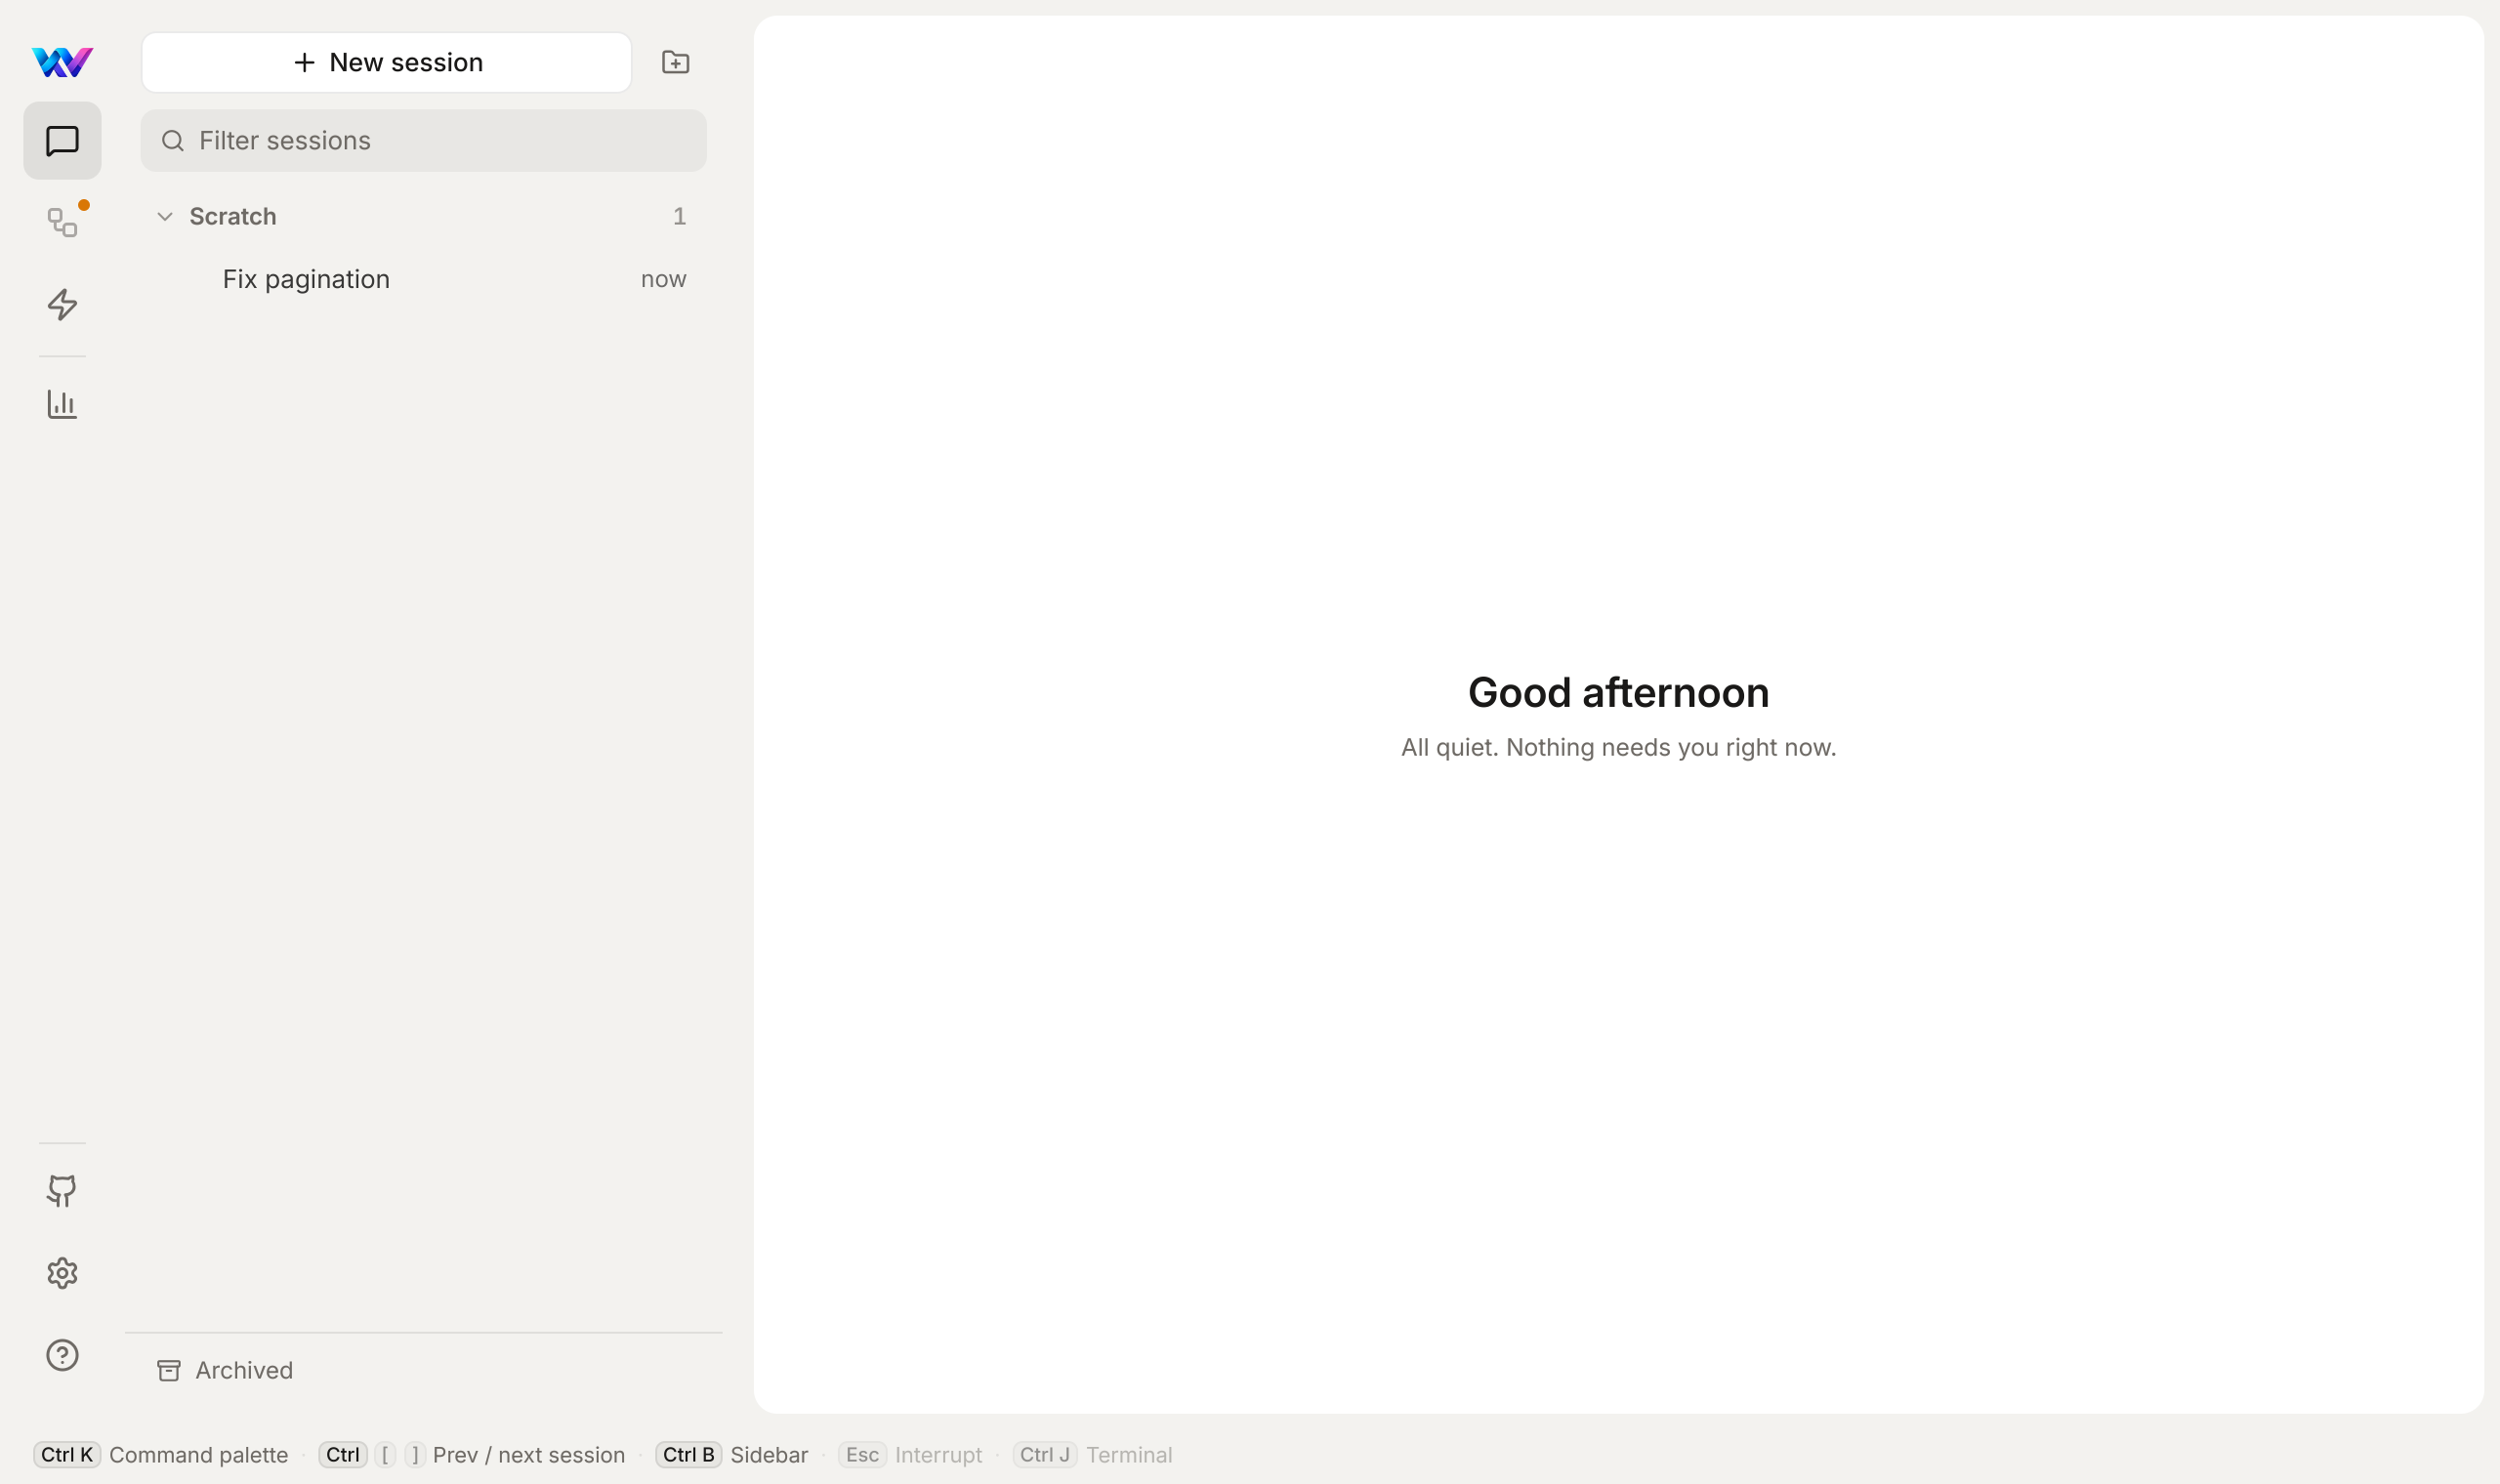 New session
Filter sessions
Scratch 1
Fix pagination now
Good afternoon
All quiet. Nothing needs you right now.
Archived
Ctrl K Command palette · Ctrl [ ] Prev / next session · Ctrl B Sidebar · Esc Interrupt · Ctrl J Terminal